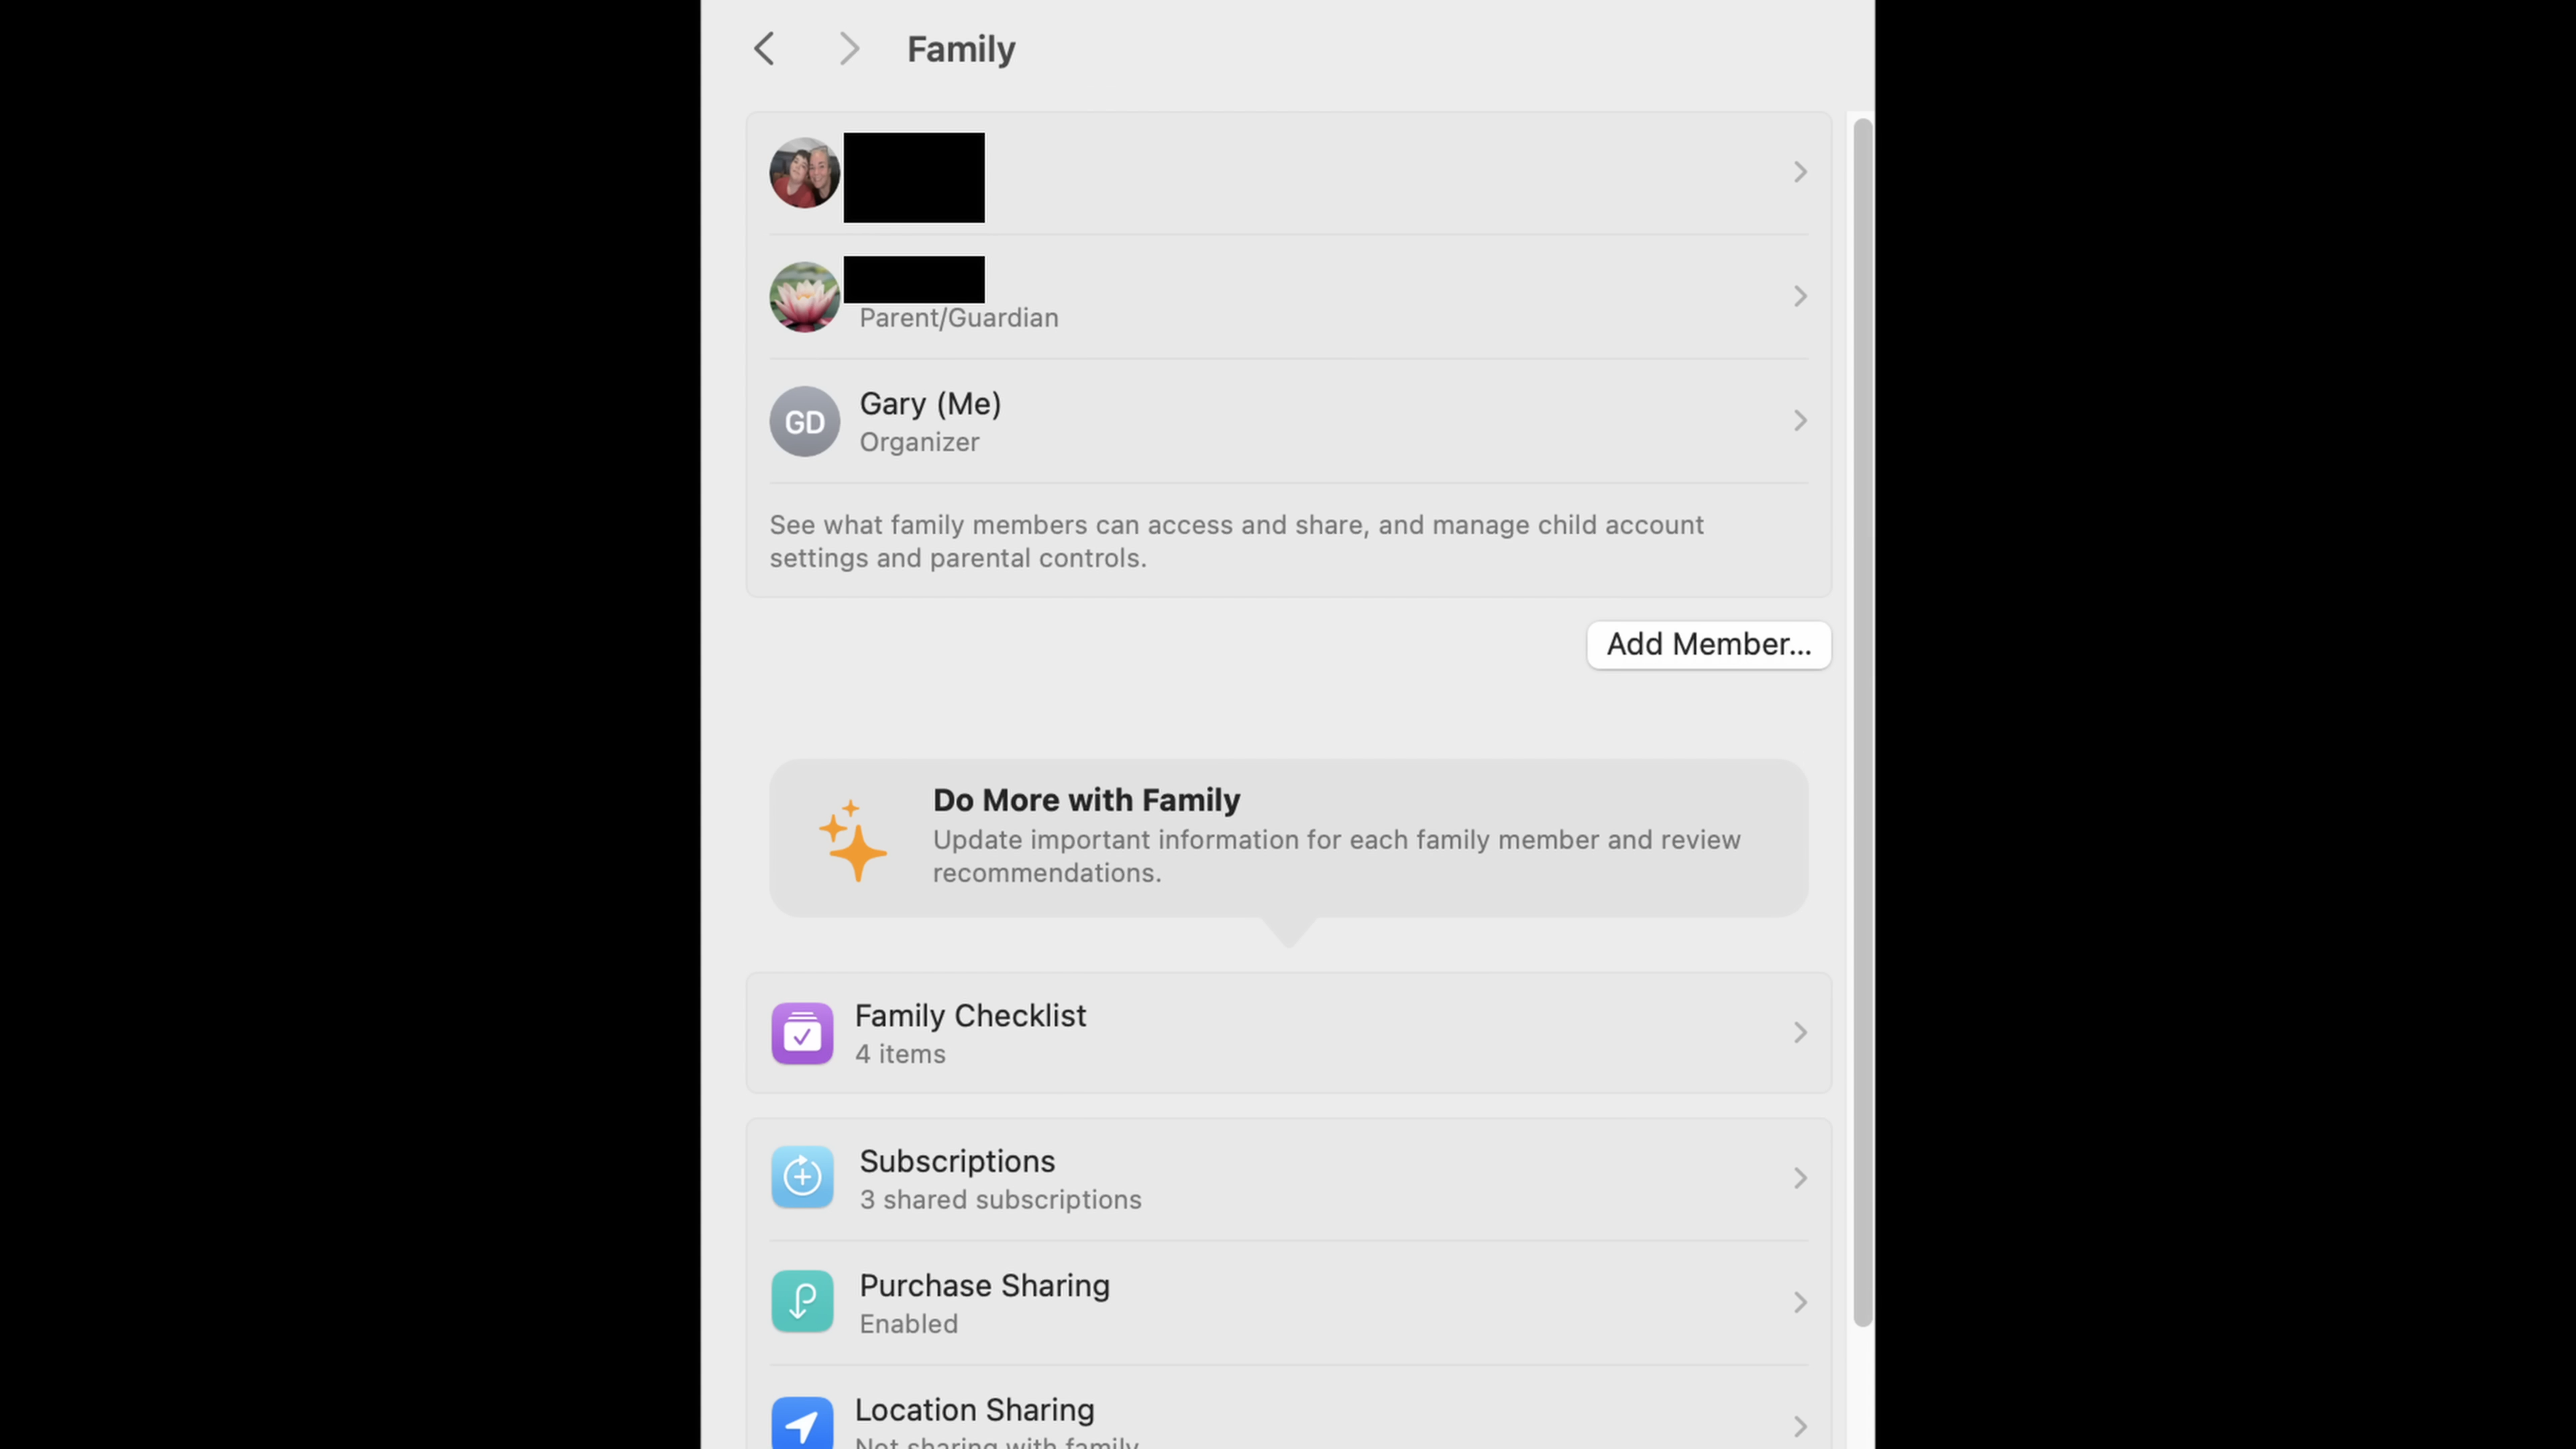 Family
Parent/Guardian
GD
Gary (Me)
Organizer
See what family members can access and share, and manage child account
settings and parental controls.
Add Member...
Do More with Family
Update important information for each family member and review
recommendations.
Family Checklist
4 items
Subscriptions
3 shared subscriptions
Purchase Sharing
Enabled
Location Sharing
Not sharing with family